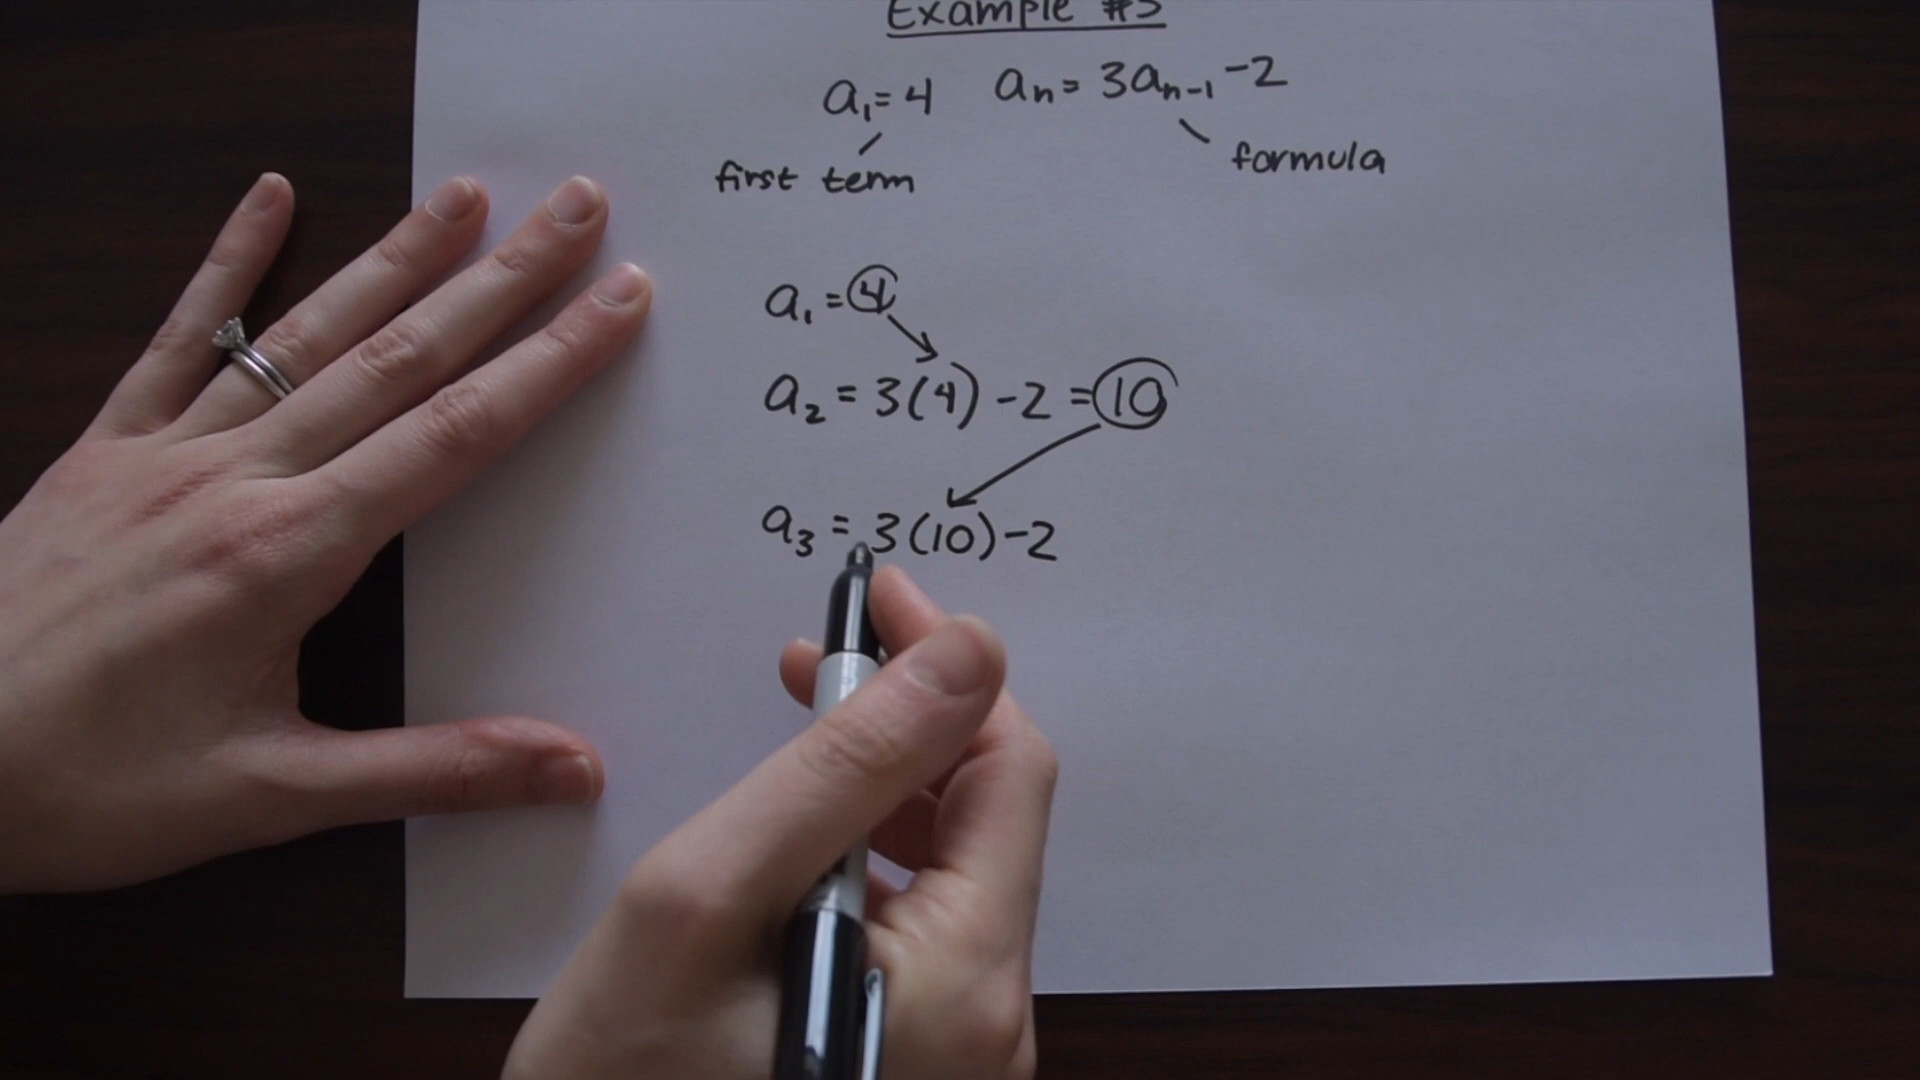 Example #3
a₁=4 aₙ= 3aₙ₋₁ -2
first term formula
a₁ = 4
a₂ = 3(4) -2 = 10
a₃ = 3(10)-2